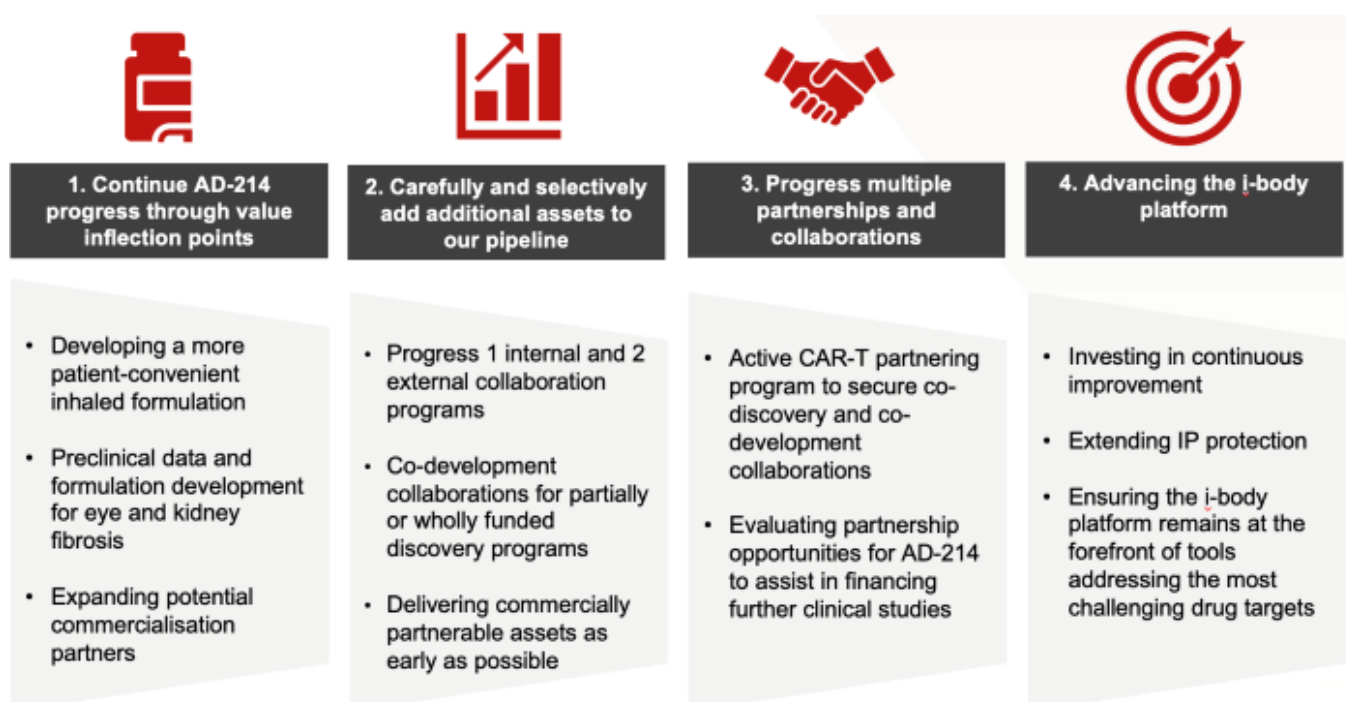 1. Continue AD-214
progress through value
inflection points
2. Carefully and selectively
add additional assets to
our pipeline
3. Progress multiple
partnerships and
collaborations
4. Advancing the i-body
platform
• Developing a more
patient-convenient
inhaled formulation
• Preclinical data and
formulation development
for eye and kidney
fibrosis
• Expanding potential
commercialisation
partners
• Progress 1 internal and 2
external collaboration
programs
• Co-development
collaborations for partially
or wholly funded
discovery programs
• Delivering commercially
partnerable assets as
early as possible
• Active CAR-T partnering
program to secure co-
discovery and co-
development
collaborations
• Evaluating partnership
opportunities for AD-214
to assist in financing
further clinical studies
• Investing in continuous
improvement
• Extending IP protection
• Ensuring the i-body
platform remains at the
forefront of tools
addressing the most
challenging drug targets